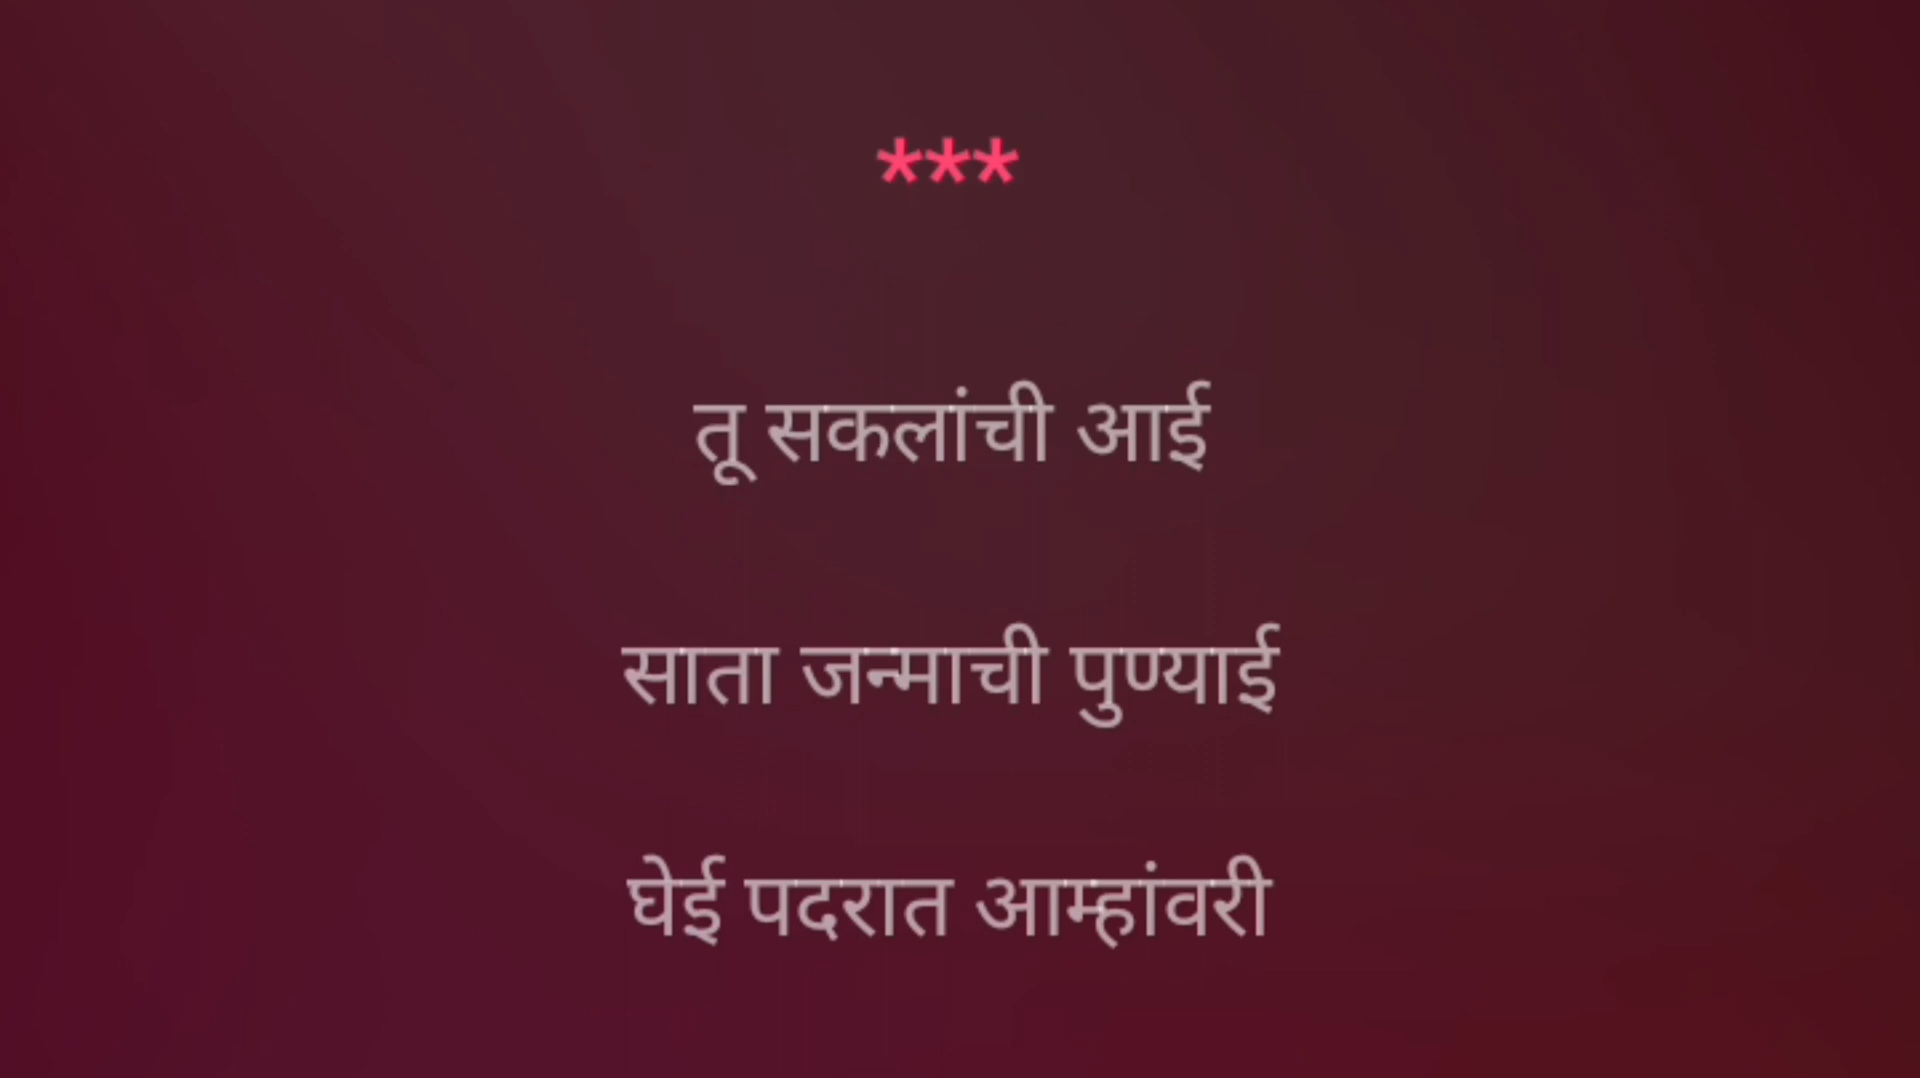 ***
तू सकलांची आई
साता जन्माची पुण्याई
घेई पदरात आम्हांवरी